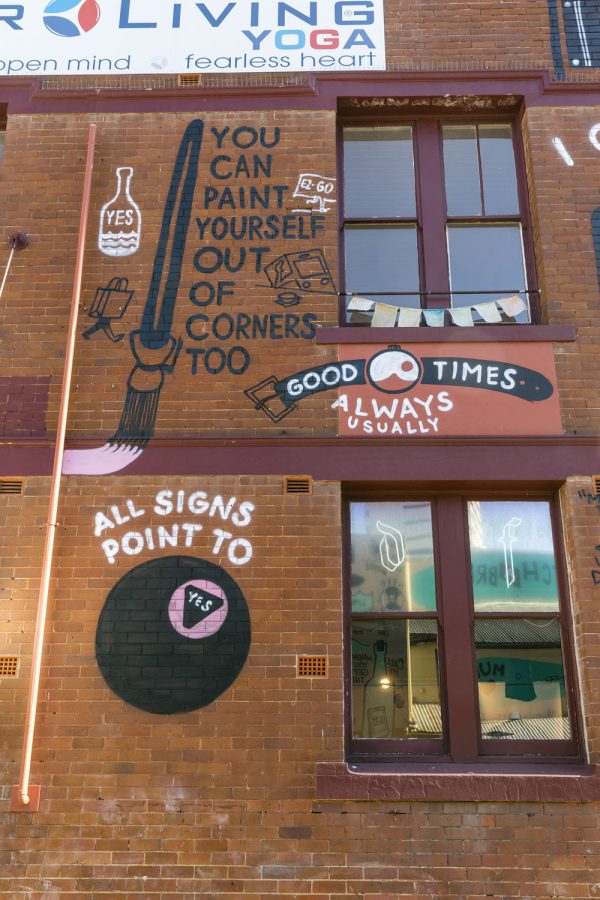 R LIVING
YOGA
open mind fearless heart
YOU
CAN
PAINT
YOURSELF
OUT
OF
CORNERS
TOO
YES
EZ-GO
GOOD TIMES
ALWAYS
USUALLY
ALL SIGNS
POINT TO
YES